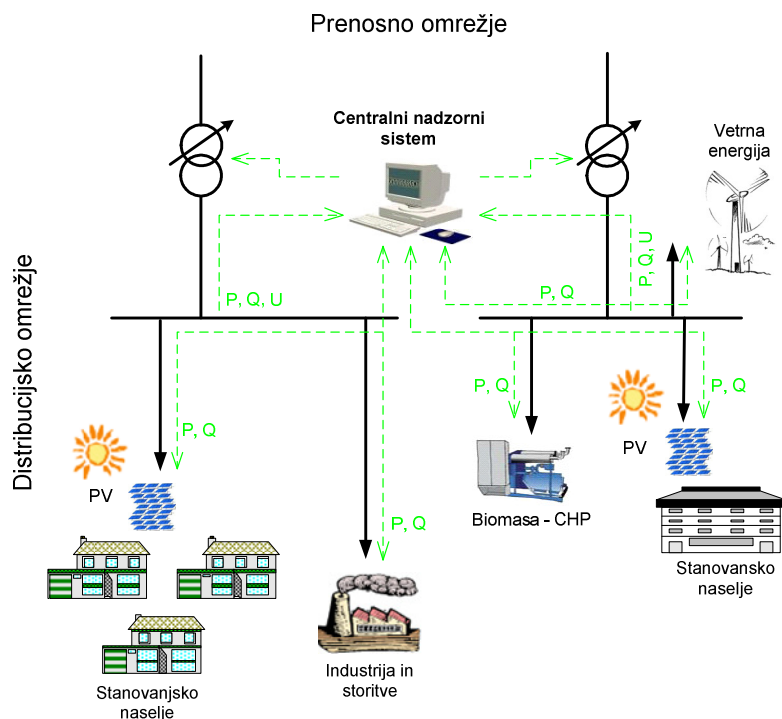 Prenosno omrežje
Centralni nadzorni
sistem
Vetrna
energija
P, Q, U
P, Q, U
P, Q
Distribucijsko omrežje
P, Q
P, Q
P, Q
P, Q
PV
PV
Biomasa - CHP
Stanovansko
naselje
Industrija in
storitve
Stanovanjsko
naselje